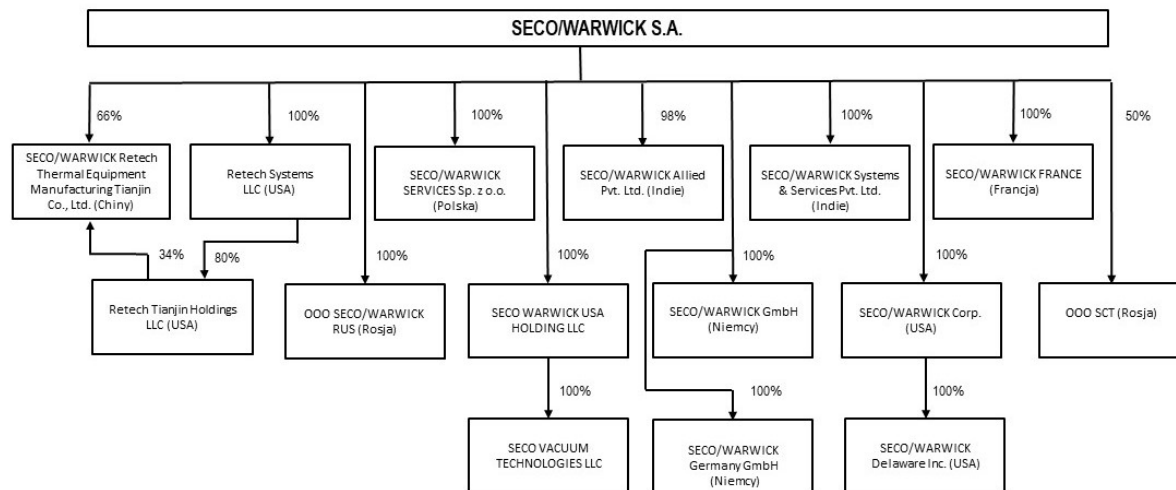 SECO/WARWICK S.A.
66%
100%
100%
98%
100%
100%
50%
SECO/WARWICK Retech
Thermal Equipment
Manufacturing Tianjin
Co., Ltd. (Chiny)
Retech Systems
LLC (USA)
SECO/WARWICK
SERVICES Sp. z o.o.
(Polska)
SECO/WARWICK Allied
Pvt. Ltd. (Indie)
SECO/WARWICK Systems
& Services Pvt. Ltd.
(Indie)
SECO/WARWICK FRANCE
(Francja)
34%
80%
100%
100%
100%
100%
Retech Tianjin Holdings
LLC (USA)
OOO SECO/WARWICK
RUS (Rosja)
SECO WARWICK USA
HOLDING LLC
SECO/WARWICK GmbH
(Niemcy)
SECO/WARWICK Corp.
(USA)
OOO SCT (Rosja)
100%
100%
100%
SECO VACUUM
TECHNOLOGIES LLC
SECO/WARWICK
Germany GmbH
(Niemcy)
SECO/WARWICK
Delaware Inc. (USA)